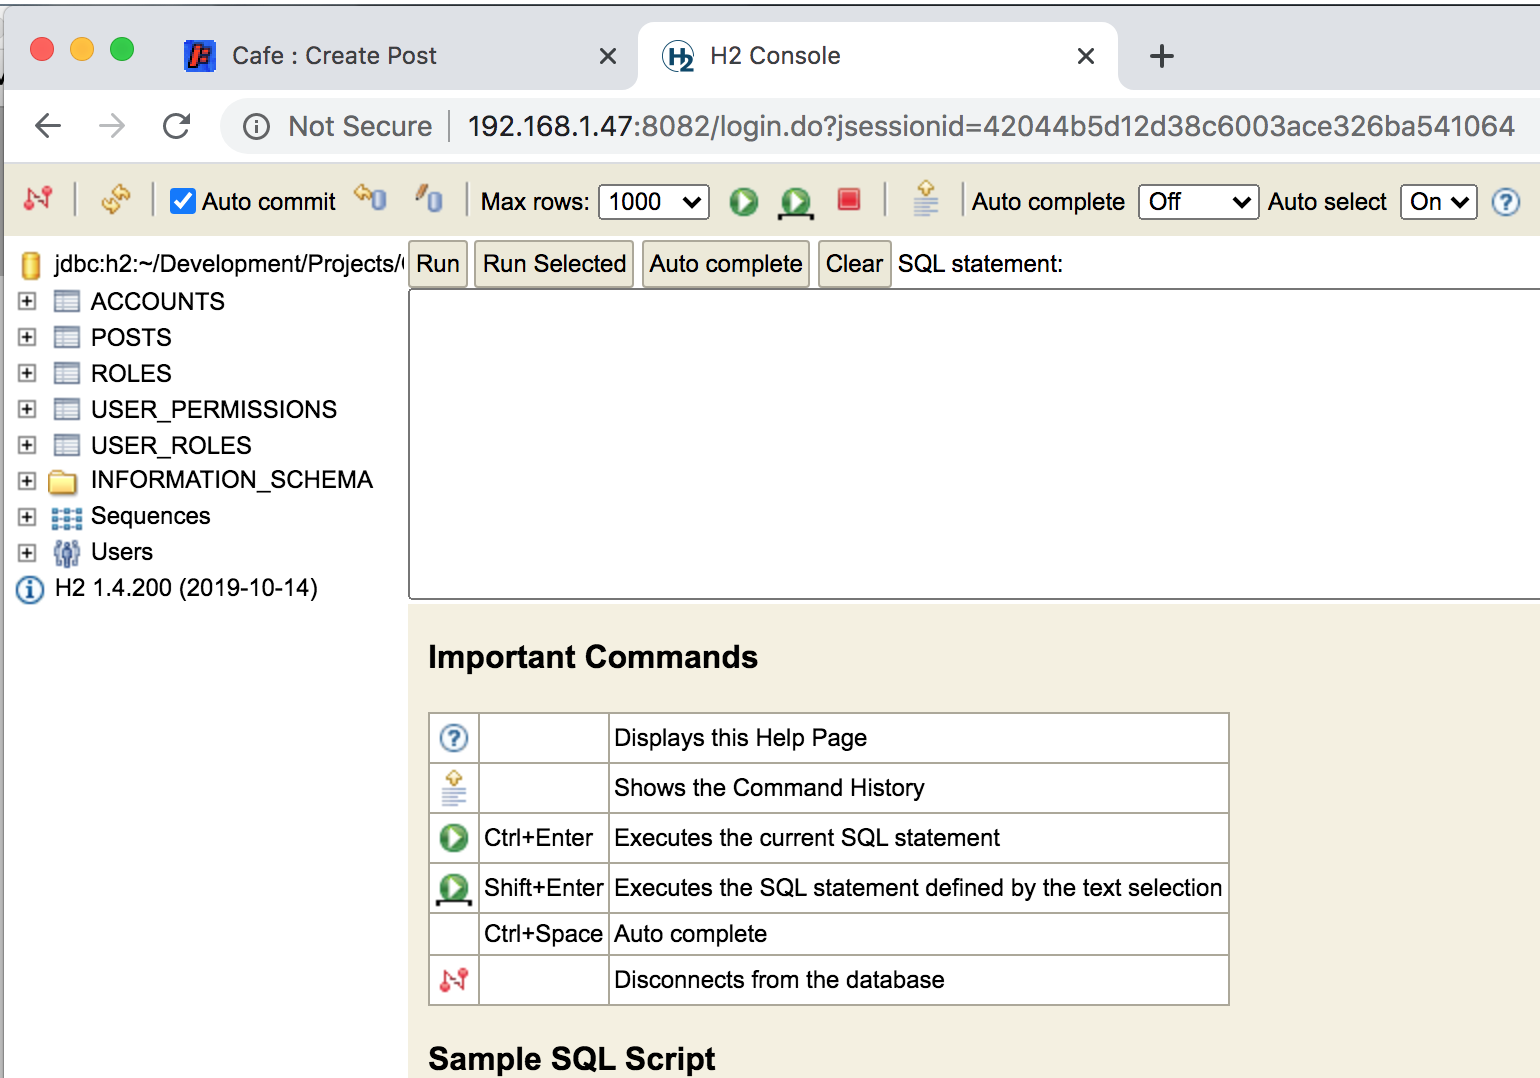 Cafe : Create Post
H2 Console
Not Secure 192.168.1.47:8082/login.do?jsessionid=42044b5d12d38c6003ace326ba541064
Auto commit Max rows: 1000 Auto complete Off Auto select On
jdbc:h2:~/Development/Projects/
Run Run Selected Auto complete Clear SQL statement:
ACCOUNTS
POSTS
ROLES
USER_PERMISSIONS
USER_ROLES
INFORMATION_SCHEMA
Sequences
Users
H2 1.4.200 (2019-10-14)
Important Commands
Displays this Help Page
Shows the Command History
Ctrl+Enter Executes the current SQL statement
Shift+Enter Executes the SQL statement defined by the text selection
Ctrl+Space Auto complete
Disconnects from the database
Sample SQL Script